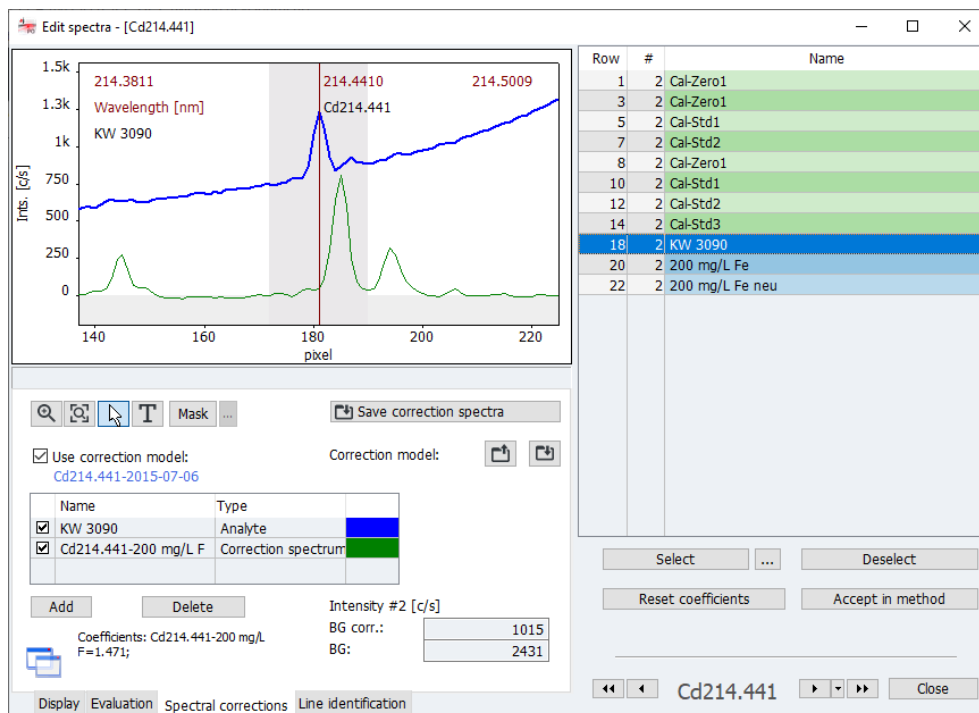 Edit spectra - [Cd214.441]
1.5k
1.3k
1k
750
500
250
0
Ints. [c/s]
214.3811 214.4410 214.5009
Wavelength [nm] Cd214.441
KW 3090
140 160 180 200 220
pixel
T Mask ...
Save correction spectra
Use correction model: Correction model:
Cd214.441-2015-07-06
Name Type
KW 3090 Analyte
Cd214.441-200 mg/L F Correction spectrum
Add Delete
Intensity #2 [c/s]
BG corr.: 1015
BG: 2431
Coefficients: Cd214.441-200 mg/L
F=1.471;
Display Evaluation Spectral corrections Line identification
Row # Name
1 2 Cal-Zero1
3 2 Cal-Zero1
5 2 Cal-Std1
7 2 Cal-Std2
8 2 Cal-Zero1
10 2 Cal-Std1
12 2 Cal-Std2
14 2 Cal-Std3
18 2 KW 3090
20 2 200 mg/L Fe
22 2 200 mg/L Fe neu
Select ... Deselect
Reset coefficients Accept in method
Cd214.441 Close